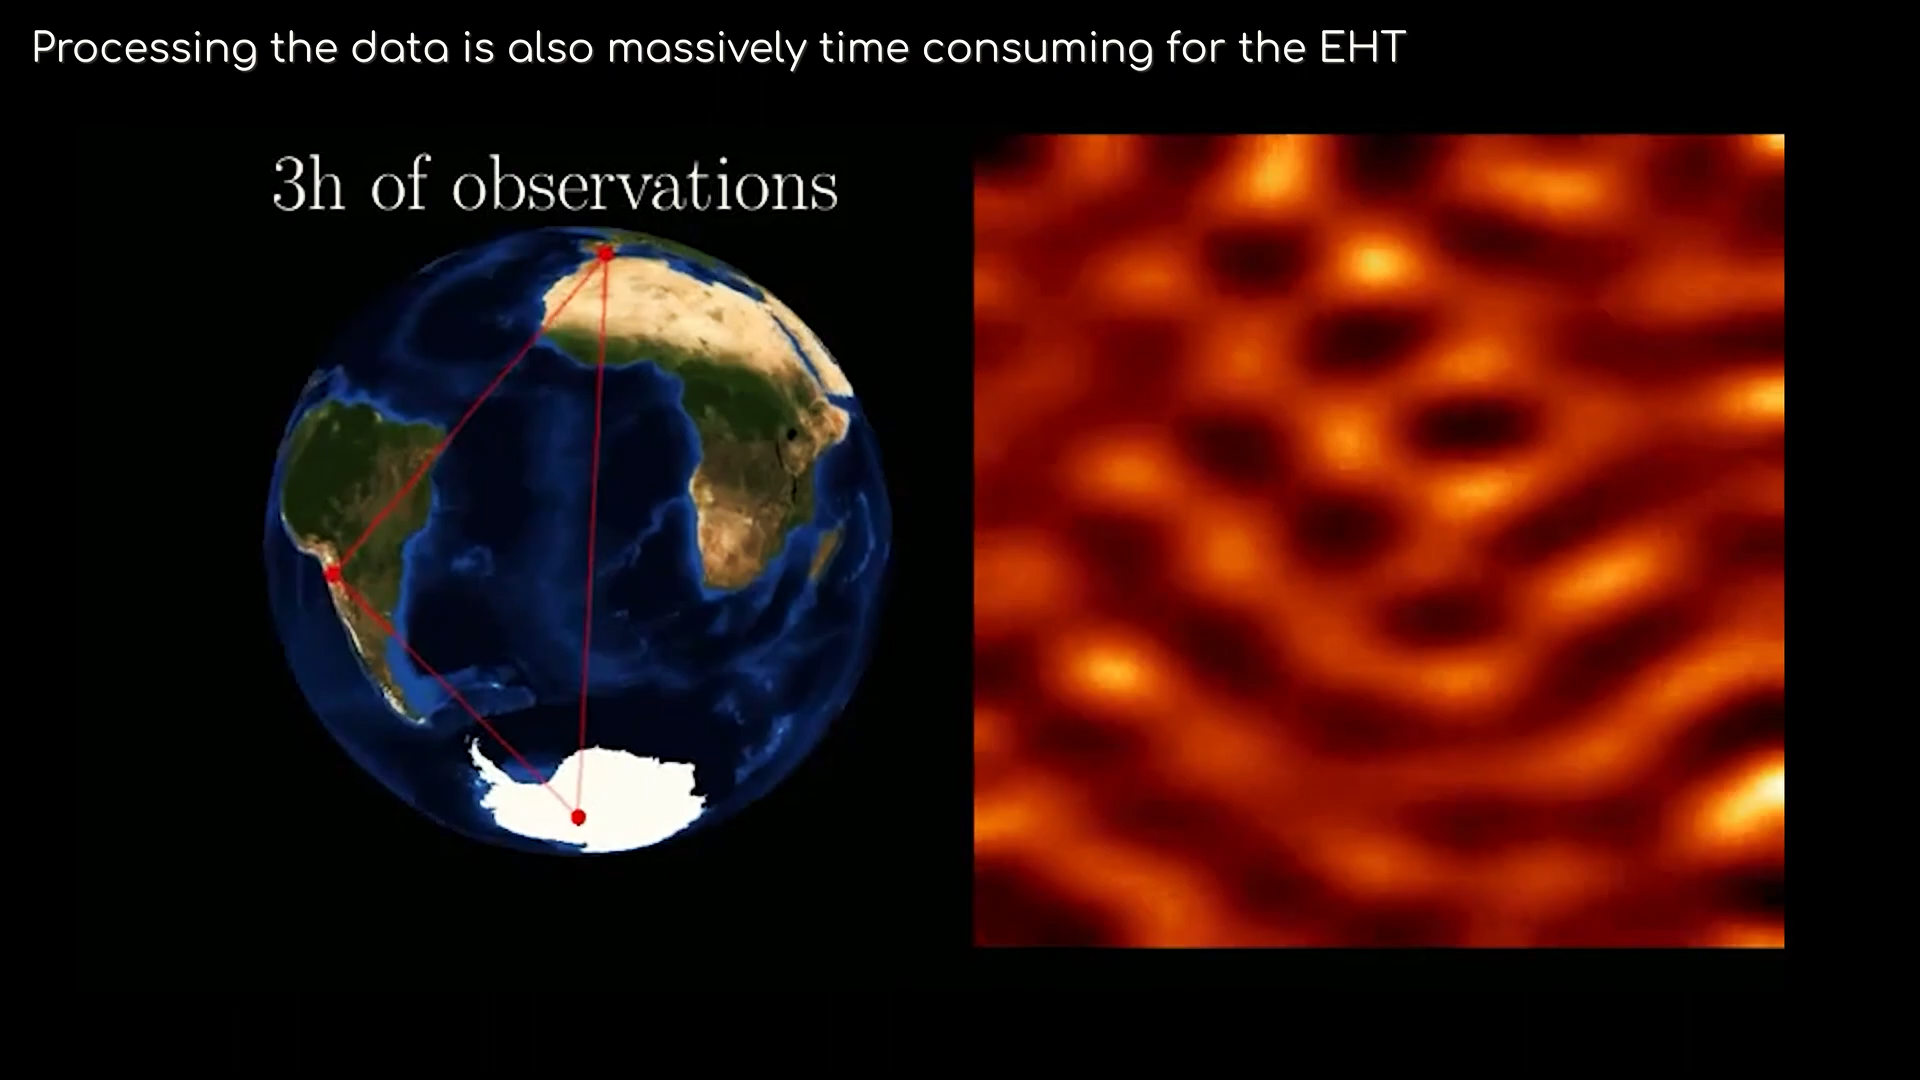 Processing the data is also massively time consuming for the EHT
3h of observations